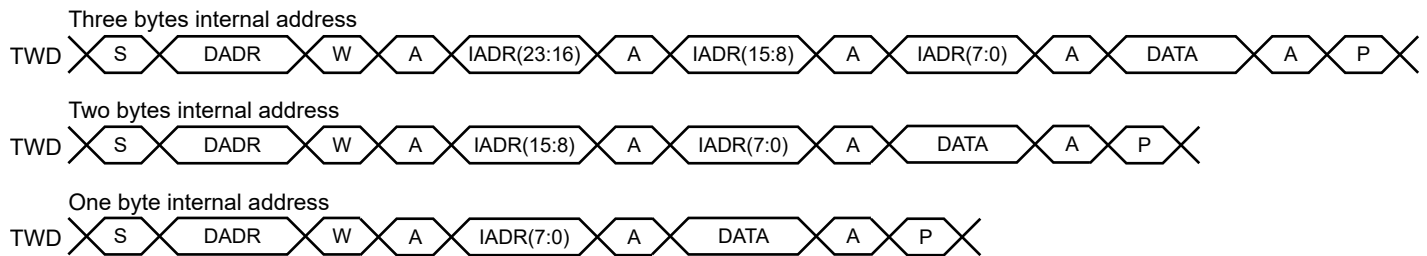 Three bytes internal address
TWD S DADR W A IADR(23:16) A IADR(15:8) A IADR(7:0) A DATA A P
Two bytes internal address
TWD S DADR W A IADR(15:8) A IADR(7:0) A DATA A P
One byte internal address
TWD S DADR W A IADR(7:0) A DATA A P